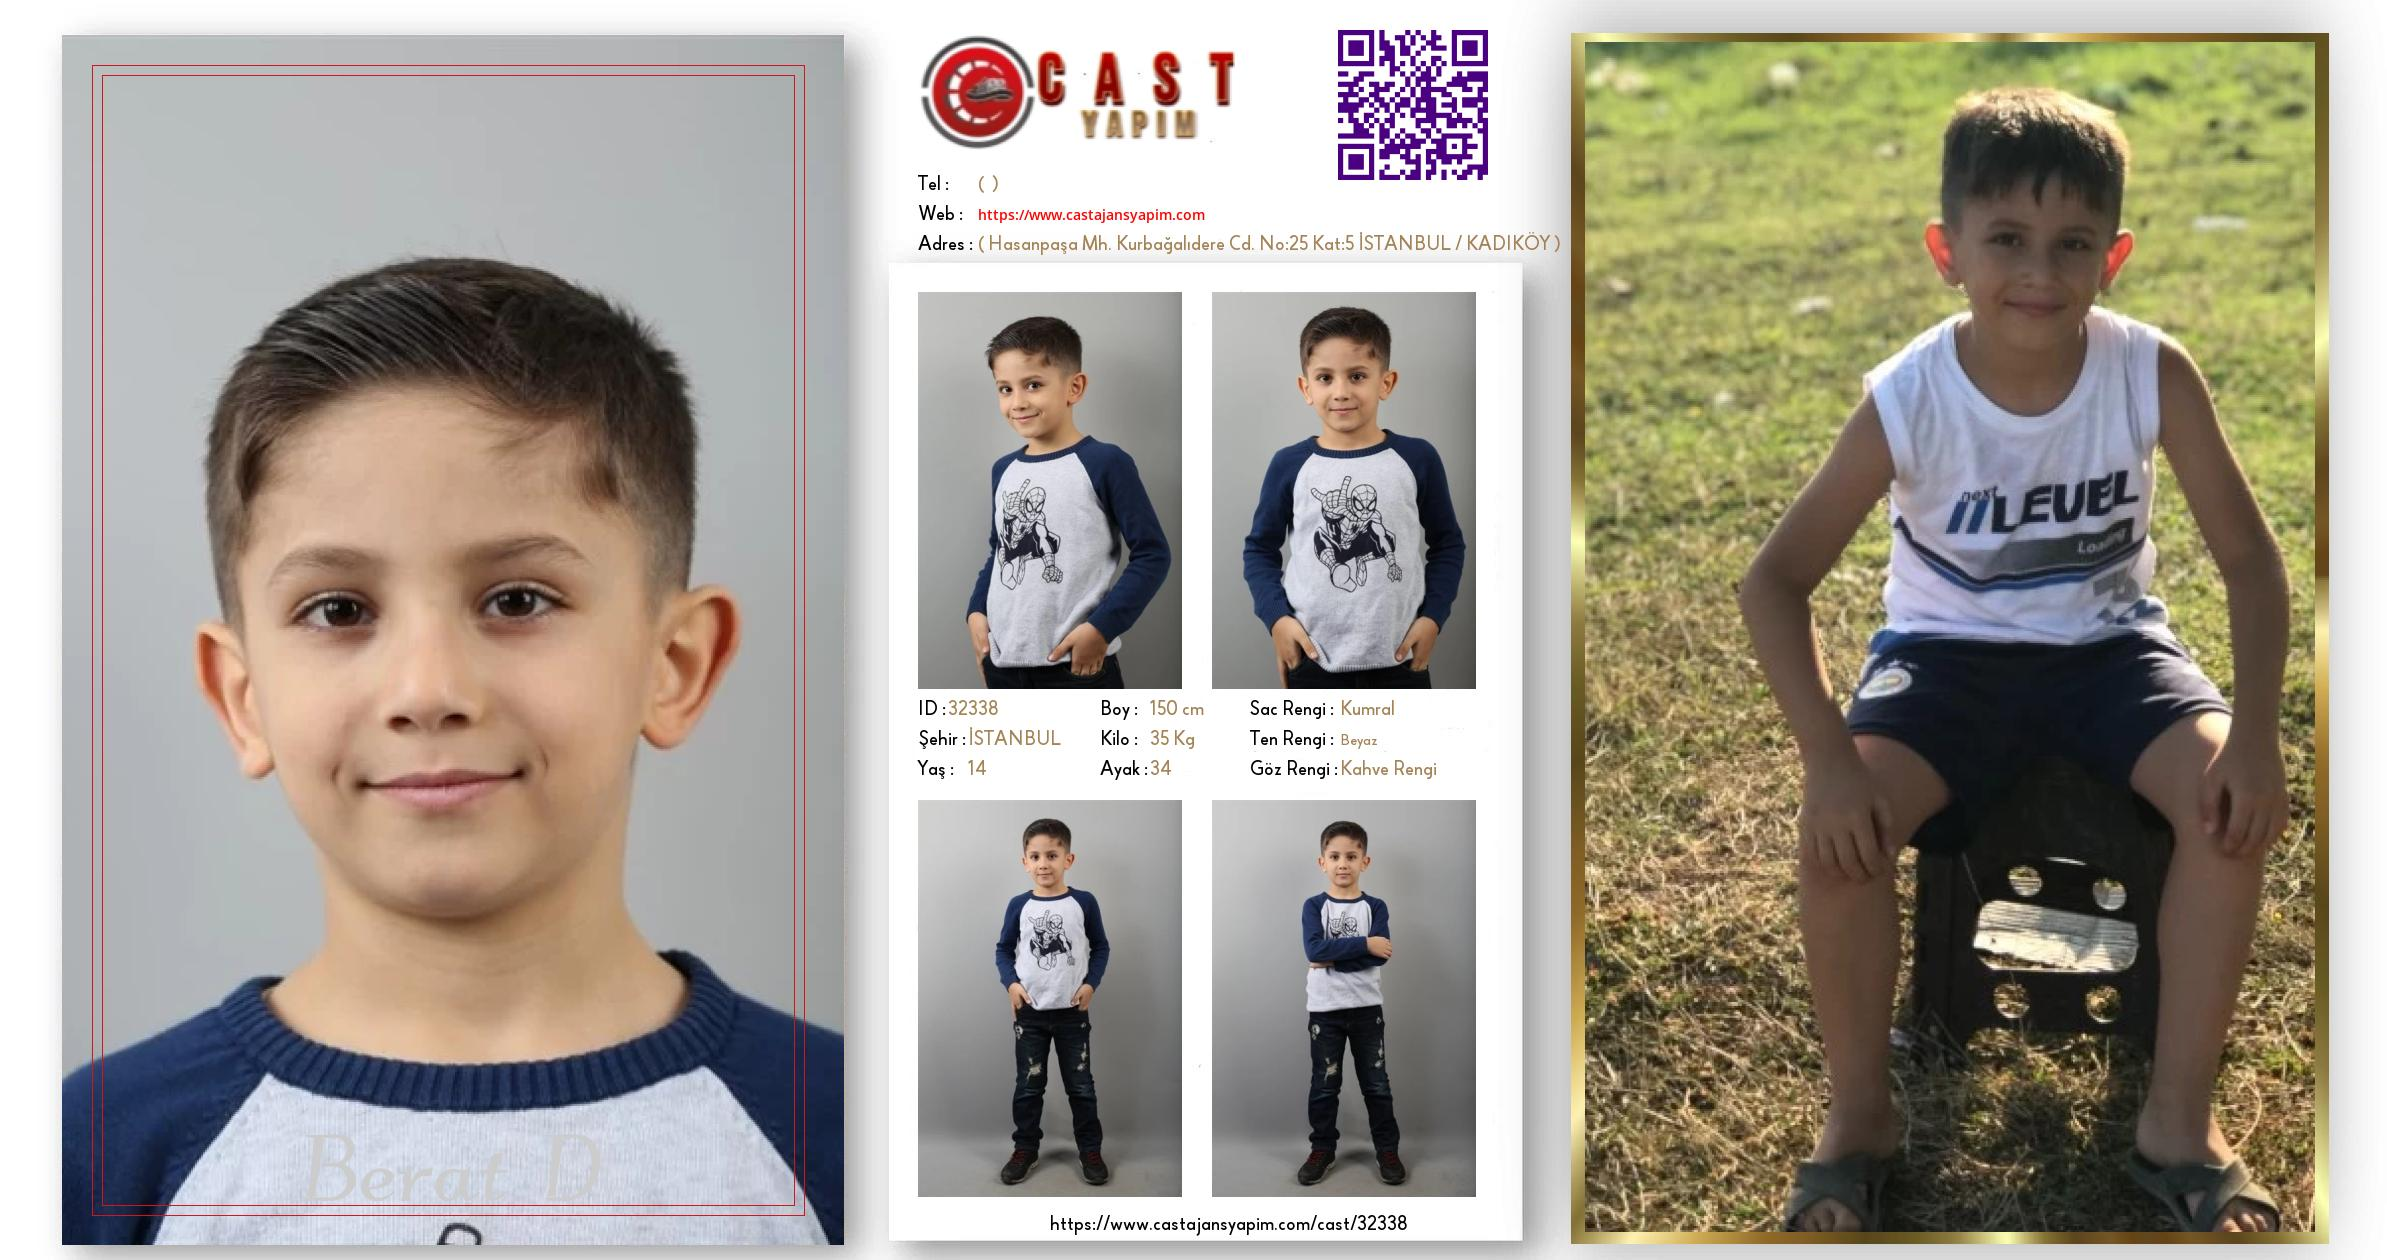 CAST
YAPIM
Tel : ( )
Web : https://www.castajansyapim.com
Adres : ( Hasanpaşa Mh. Kurbağalıdere Cd. No:25 Kat:5 İSTANBUL / KADIKÖY )
ID : 32338 Boy : 150 cm Sac Rengi : Kumral
Şehir : İSTANBUL Kilo : 35 Kg Ten Rengi : Beyaz
Yaş : 14 Ayak : 34 Göz Rengi : Kahve Rengi
https://www.castajansyapim.com/cast/32338
Berat D
next
LEVEL
Loading